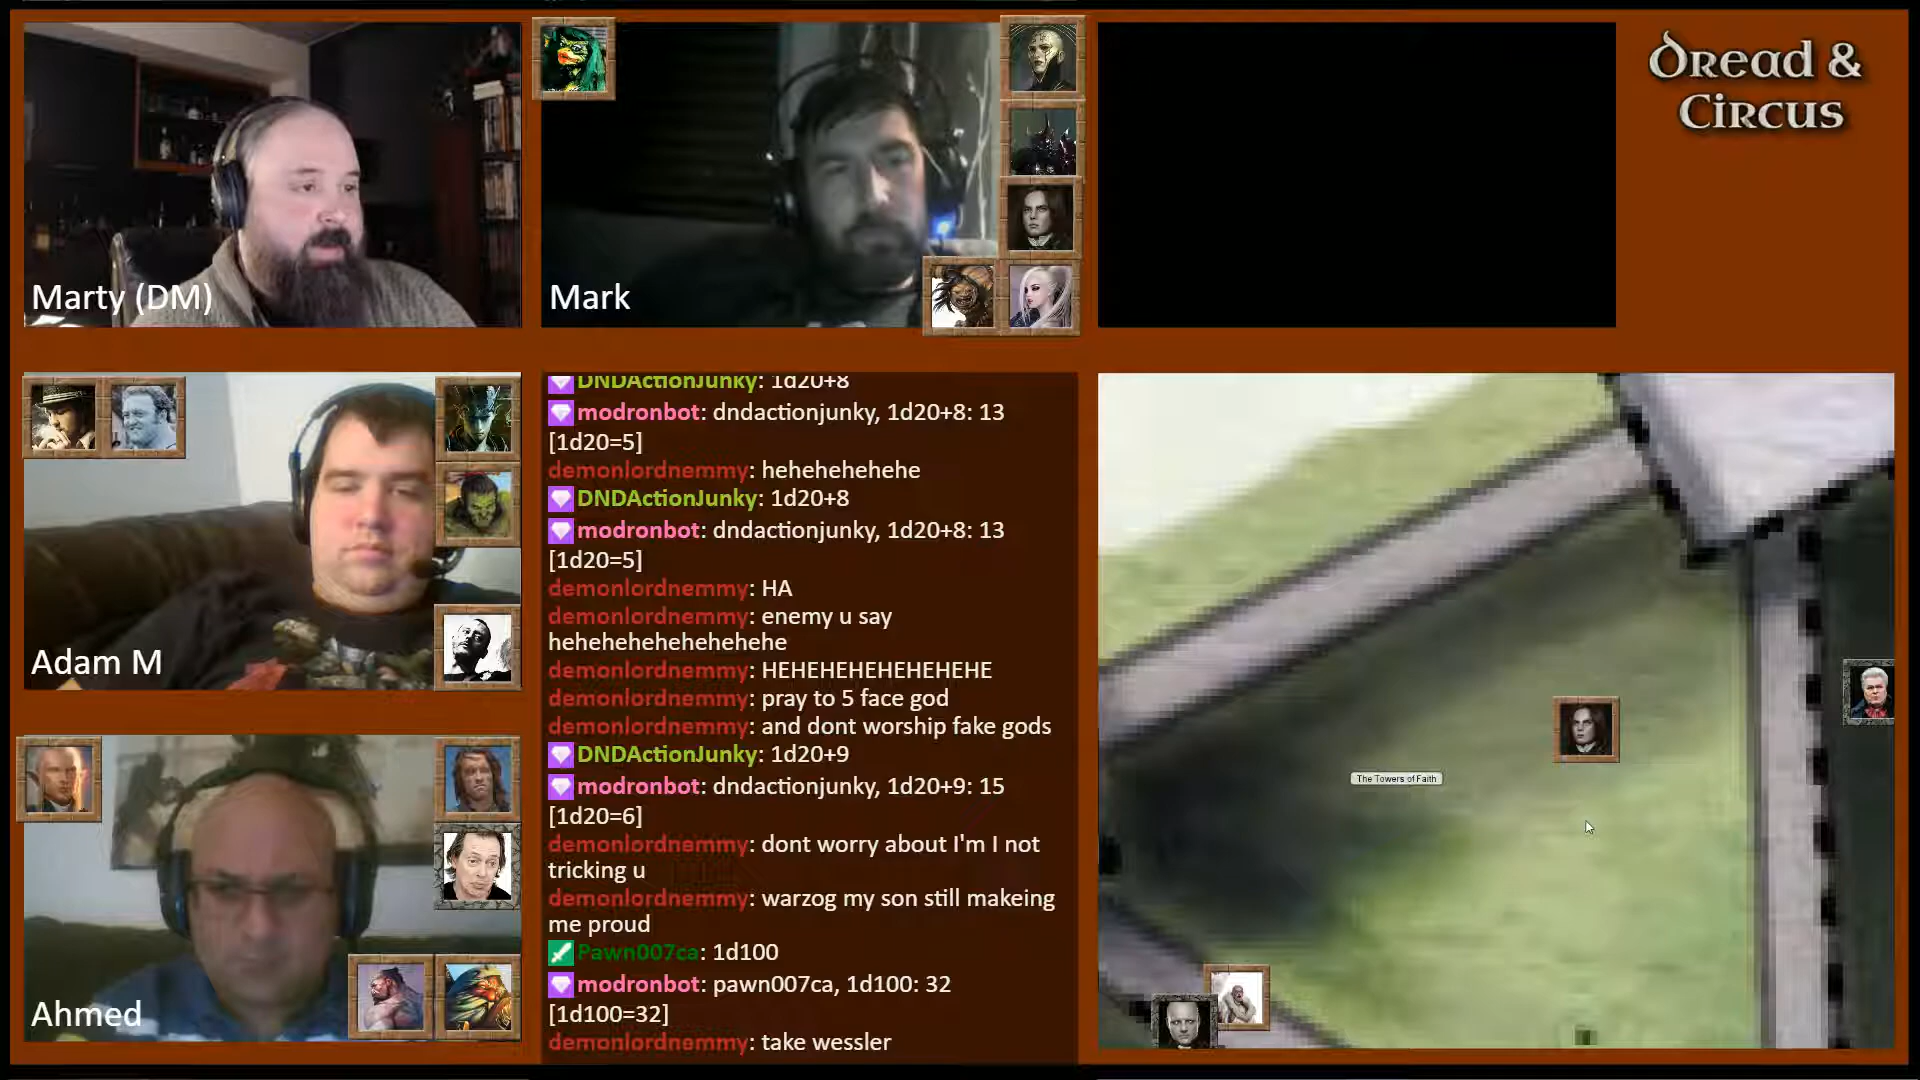 Dread &
Circus
Marty (DM)
Mark
Adam M
Ahmed
DNDActionJunky: 1d20+8
modronbot: dndactionjunky, 1d20+8: 13
[1d20=5]
demonlordnemmy: hehehehehehe
DNDActionJunky: 1d20+8
modronbot: dndactionjunky, 1d20+8: 13
[1d20=5]
demonlordnemmy: HA
demonlordnemmy: enemy u say
hehehehehehehehehe
demonlordnemmy: HEHEHEHEHEHEHEHE
demonlordnemmy: pray to 5 face god
demonlordnemmy: and dont worship fake gods
DNDActionJunky: 1d20+9
modronbot: dndactionjunky, 1d20+9: 15
[1d20=6]
demonlordnemmy: dont worry about I'm I not
tricking u
demonlordnemmy: warzog my son still makeing
me proud
Pawn007ca: 1d100
modronbot: pawn007ca, 1d100: 32
[1d100=32]
demonlordnemmy: take wessler
The Towers of Faith